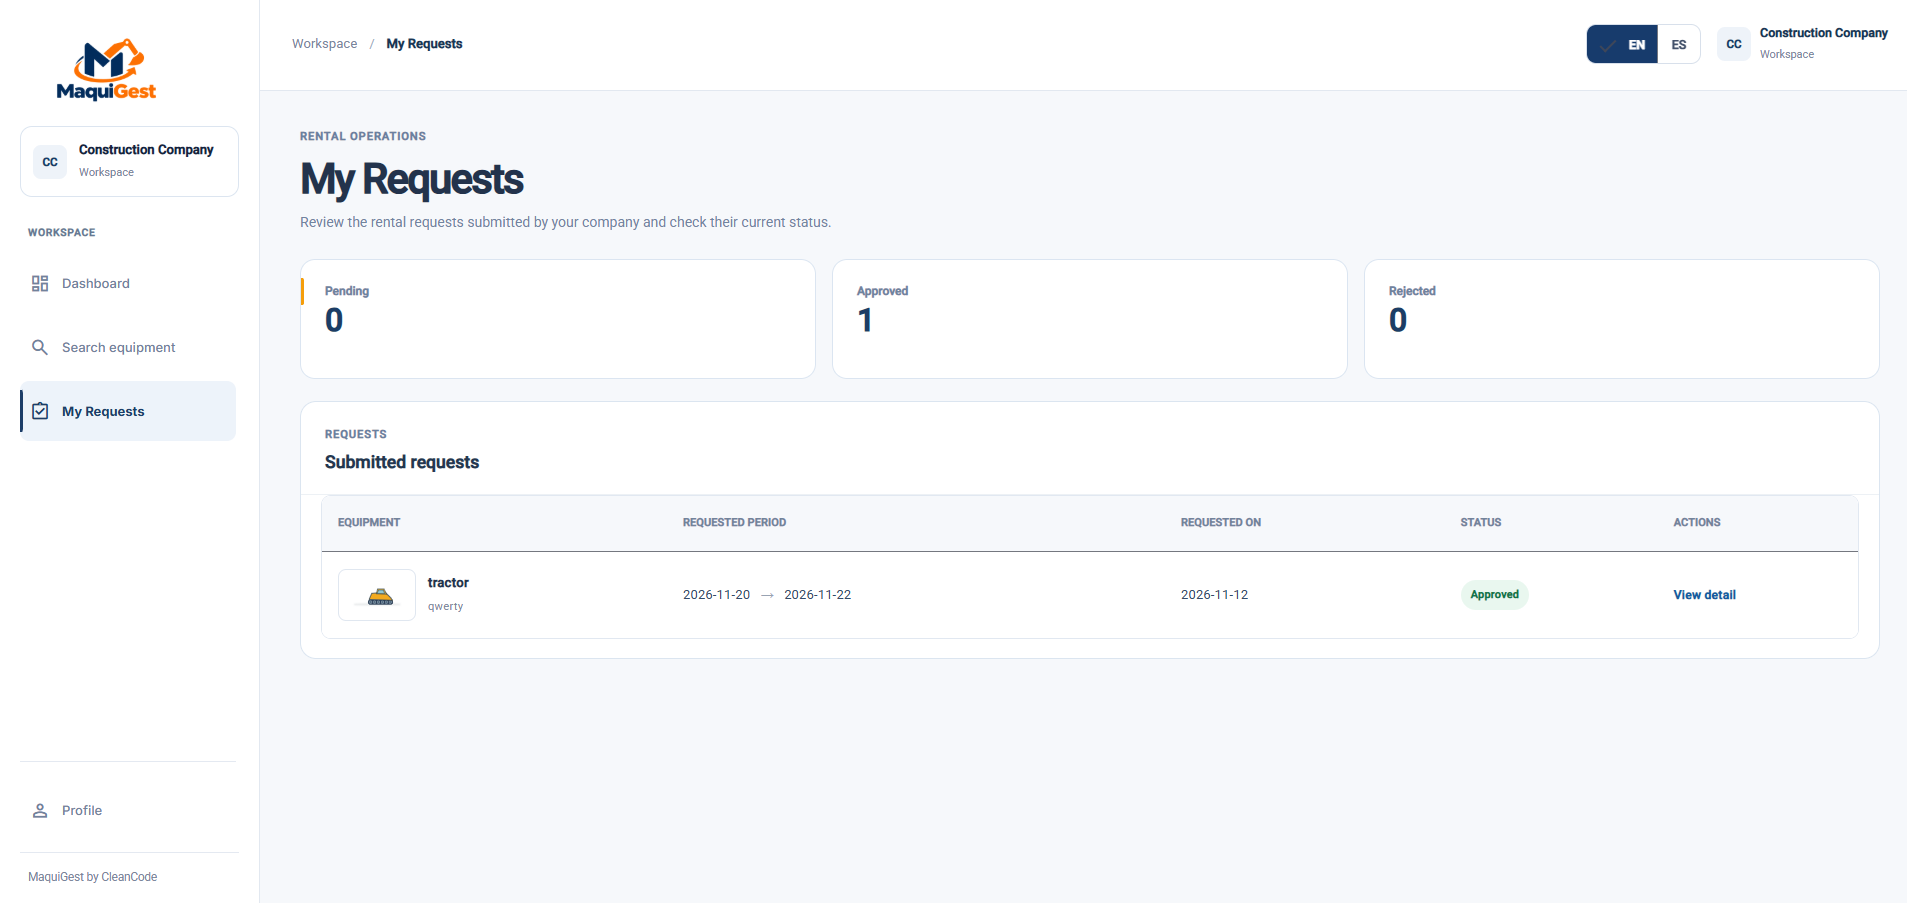 MaquiGest
CC
Construction Company
Workspace
WORKSPACE
Dashboard
Search equipment
My Requests
Profile
MaquiGest by CleanCode
Workspace / My Requests
EN ES
CC
Construction Company
Workspace
RENTAL OPERATIONS
My Requests
Review the rental requests submitted by your company and check their current status.
Pending
0
Approved
1
Rejected
0
REQUESTS
Submitted requests
EQUIPMENT REQUESTED PERIOD REQUESTED ON STATUS ACTIONS
tractor
qwerty
2026-11-20 → 2026-11-22 2026-11-12 Approved View detail